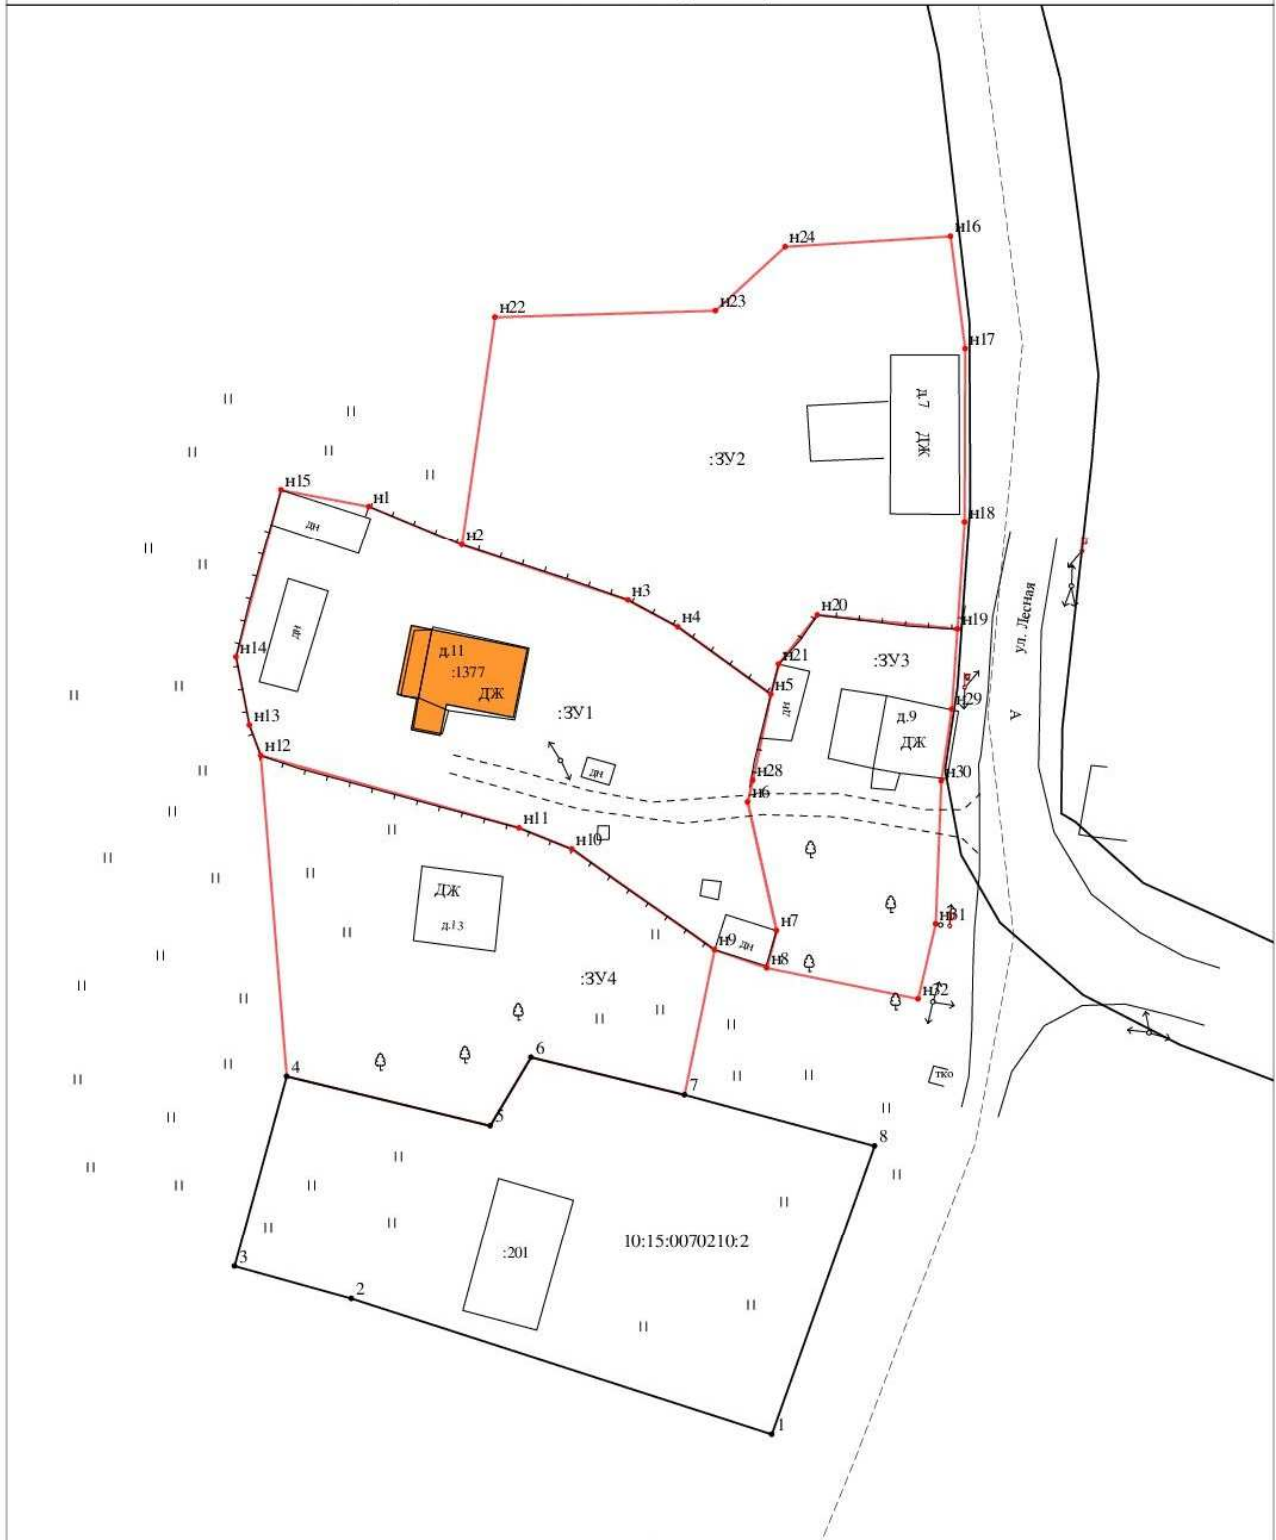 н16
н24
н23
н22
н17
д.7
ДЖ
:ЗУ2
н15
н1
дн
н18
н2
н3
н20
н4
н19
ул. Лесная
дн
н14
д.11
:1377
ДЖ
н21
:ЗУ3
н5
дн
н29
д.9
ДЖ
А
:ЗУ1
н13
н12
дн
н28
н30
н6
н11
н10
ДЖ
д.13
н7
н31
н9
дн
н8
:ЗУ4
н32
6
4
тко
7
5
8
:201
10:15:0070210:2
3
2
1